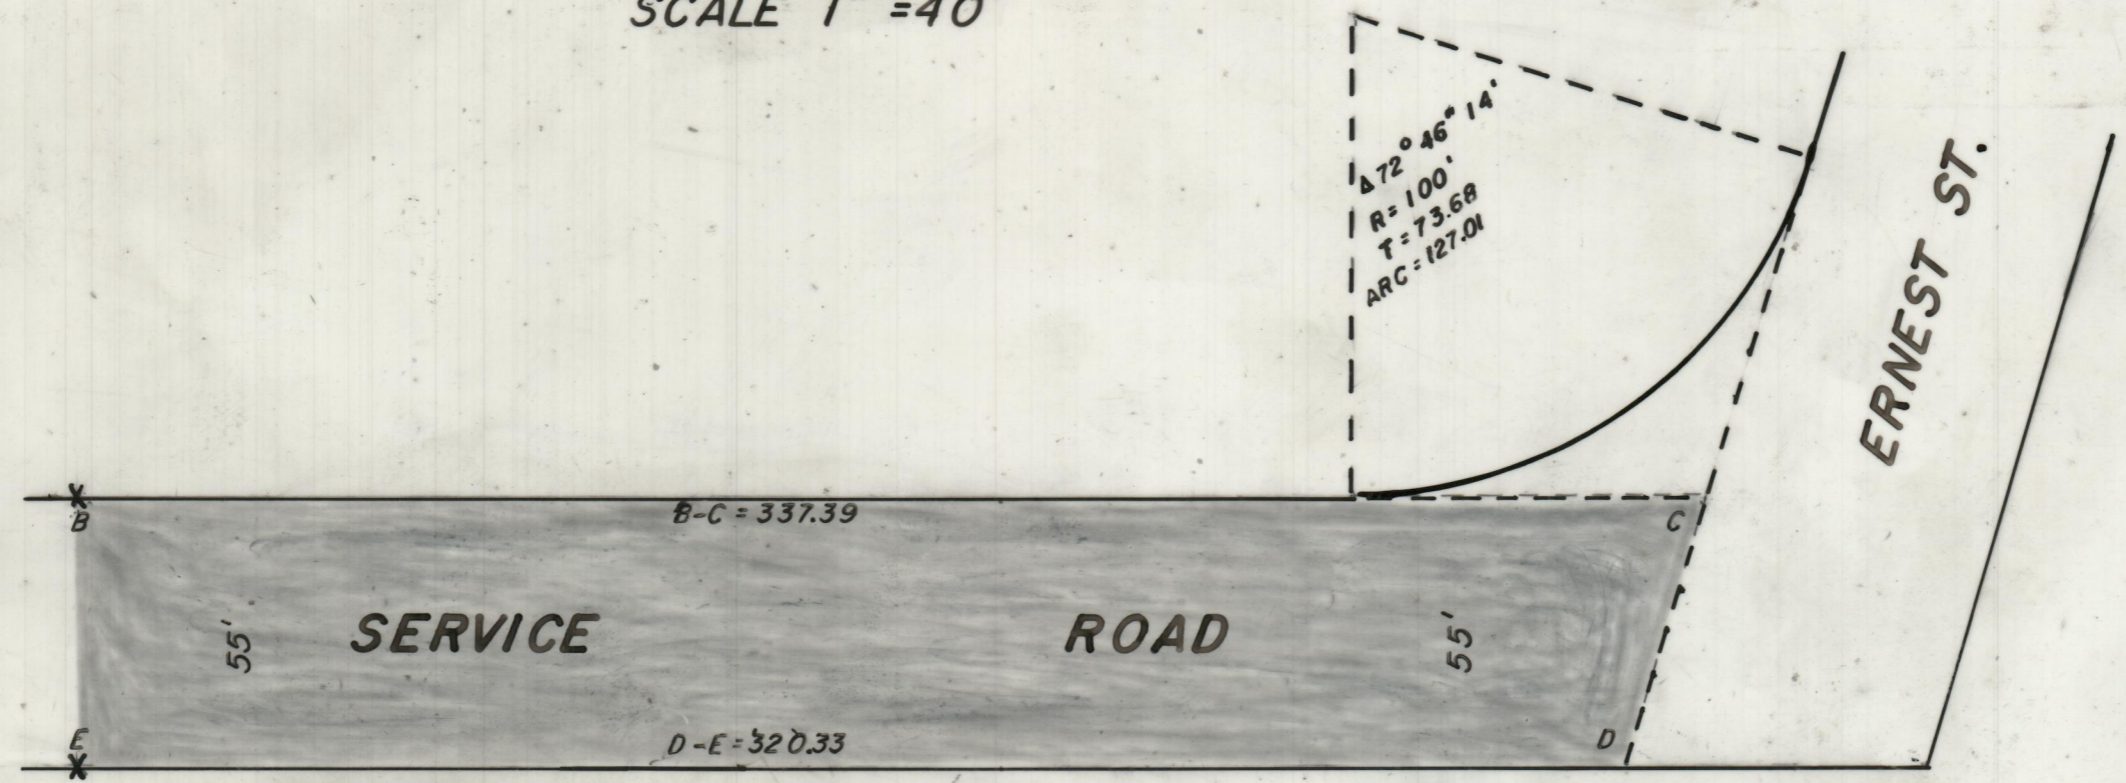 SCALE 1" =40'
Δ72° 46" 14'
R= 100'
T = 73.68
ARC = 127.01
ERNEST ST.
B
B-C = 337.39
C
55'
SERVICE ROAD
55'
E
D-E = 320.33
D